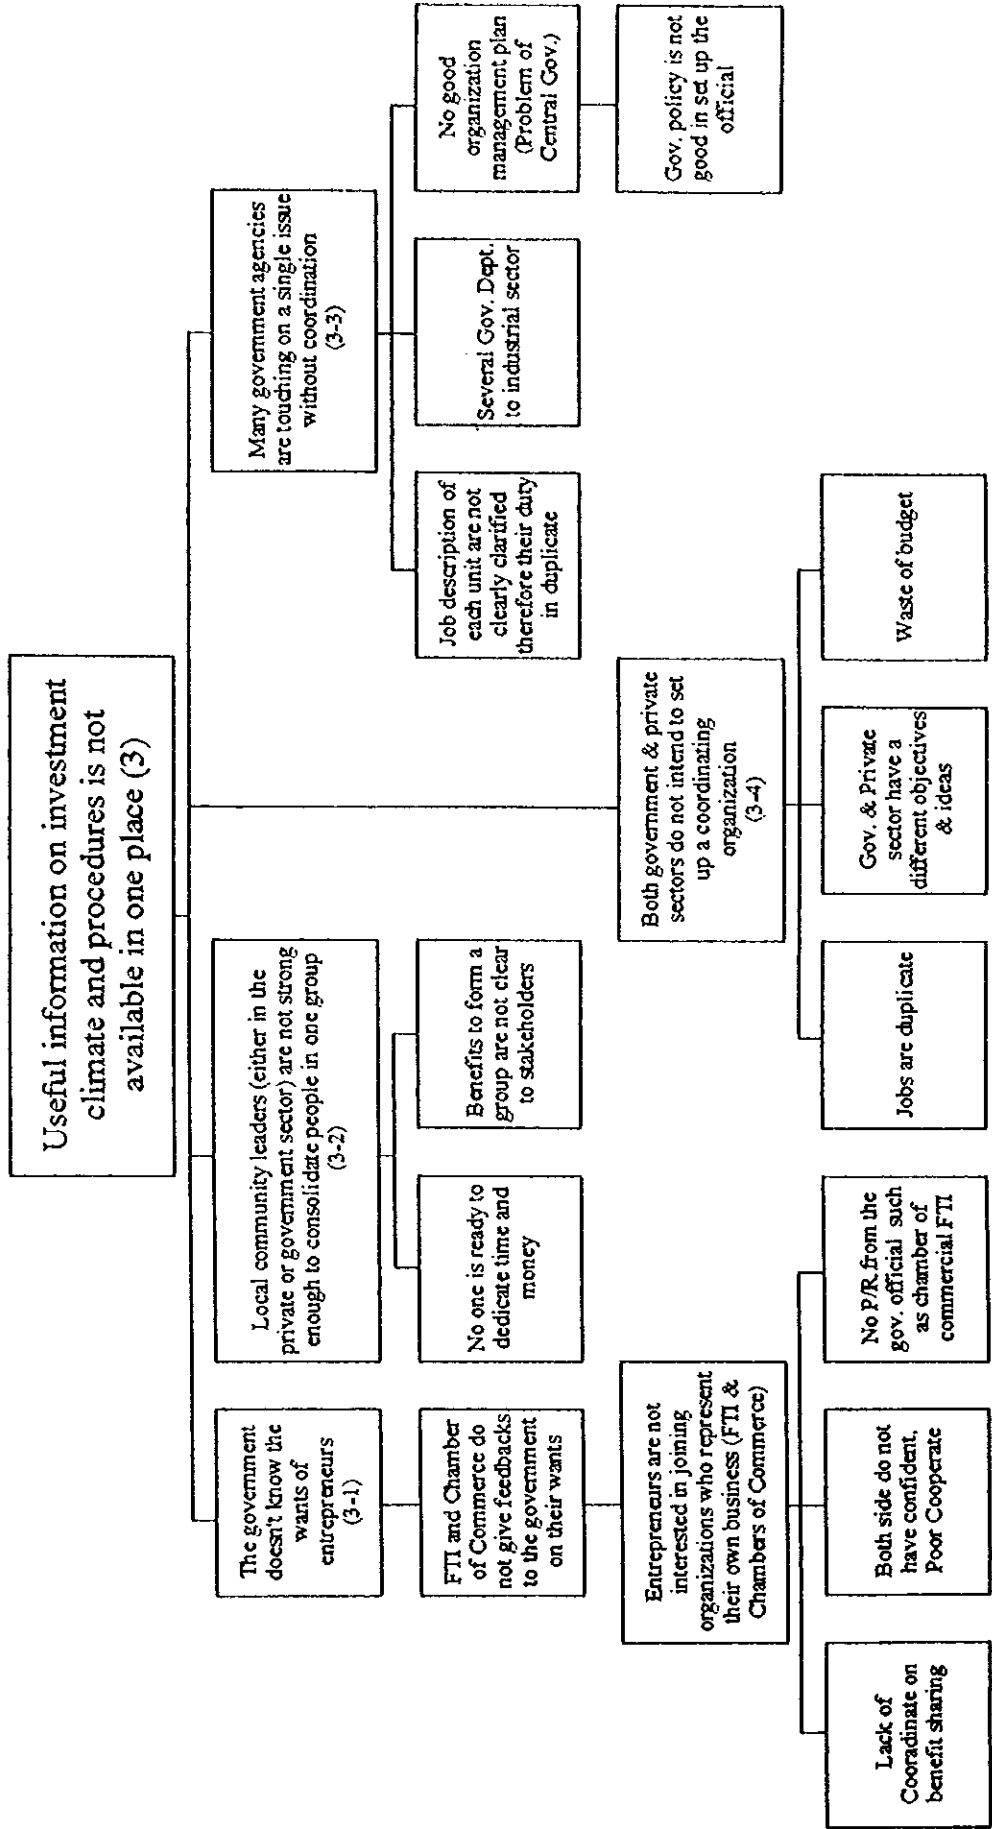 Useful information on investment
climate and procedures is not
available in one place (3)
The government
doesn't know the
wants of
entrepreneurs
(3-1)
Local community leaders (either in the
private or government sector) are not strong
enough to consolidate people in one group
(3-2)
Many government agencies
are touching on a single issue
without coordination
(3-3)
FTI and Chamber
of Commerce do
not give feedbacks
to the government
on their wants
No one is ready to
dedicate time and
money
Benefits to form a
group are not clear
to stakeholders
Job description of
each unit are not
clearly clarified
therefore their duty
in duplicate
Several Gov. Dept.
to industrial sector
No good
organization
management plan
(Problem of
Central Gov.)
Entrepreneurs are not
interested in joining
organizations who represent
their own business (FTI &
Chambers of Commerce)
Both government & private
sectors do not intend to set
up a coordinating
organization
(3-4)
Gov. policy is not
good in set up the
official
Lack of
Cooradinate on
benefit sharing
Both side do not
have confident,
Poor Cooperate
No P/R from the
gov. official such
as chamber of
commercial FTI
Jobs are duplicate
Gov. & Private
sector have a
different objectives
& ideas
Waste of budget